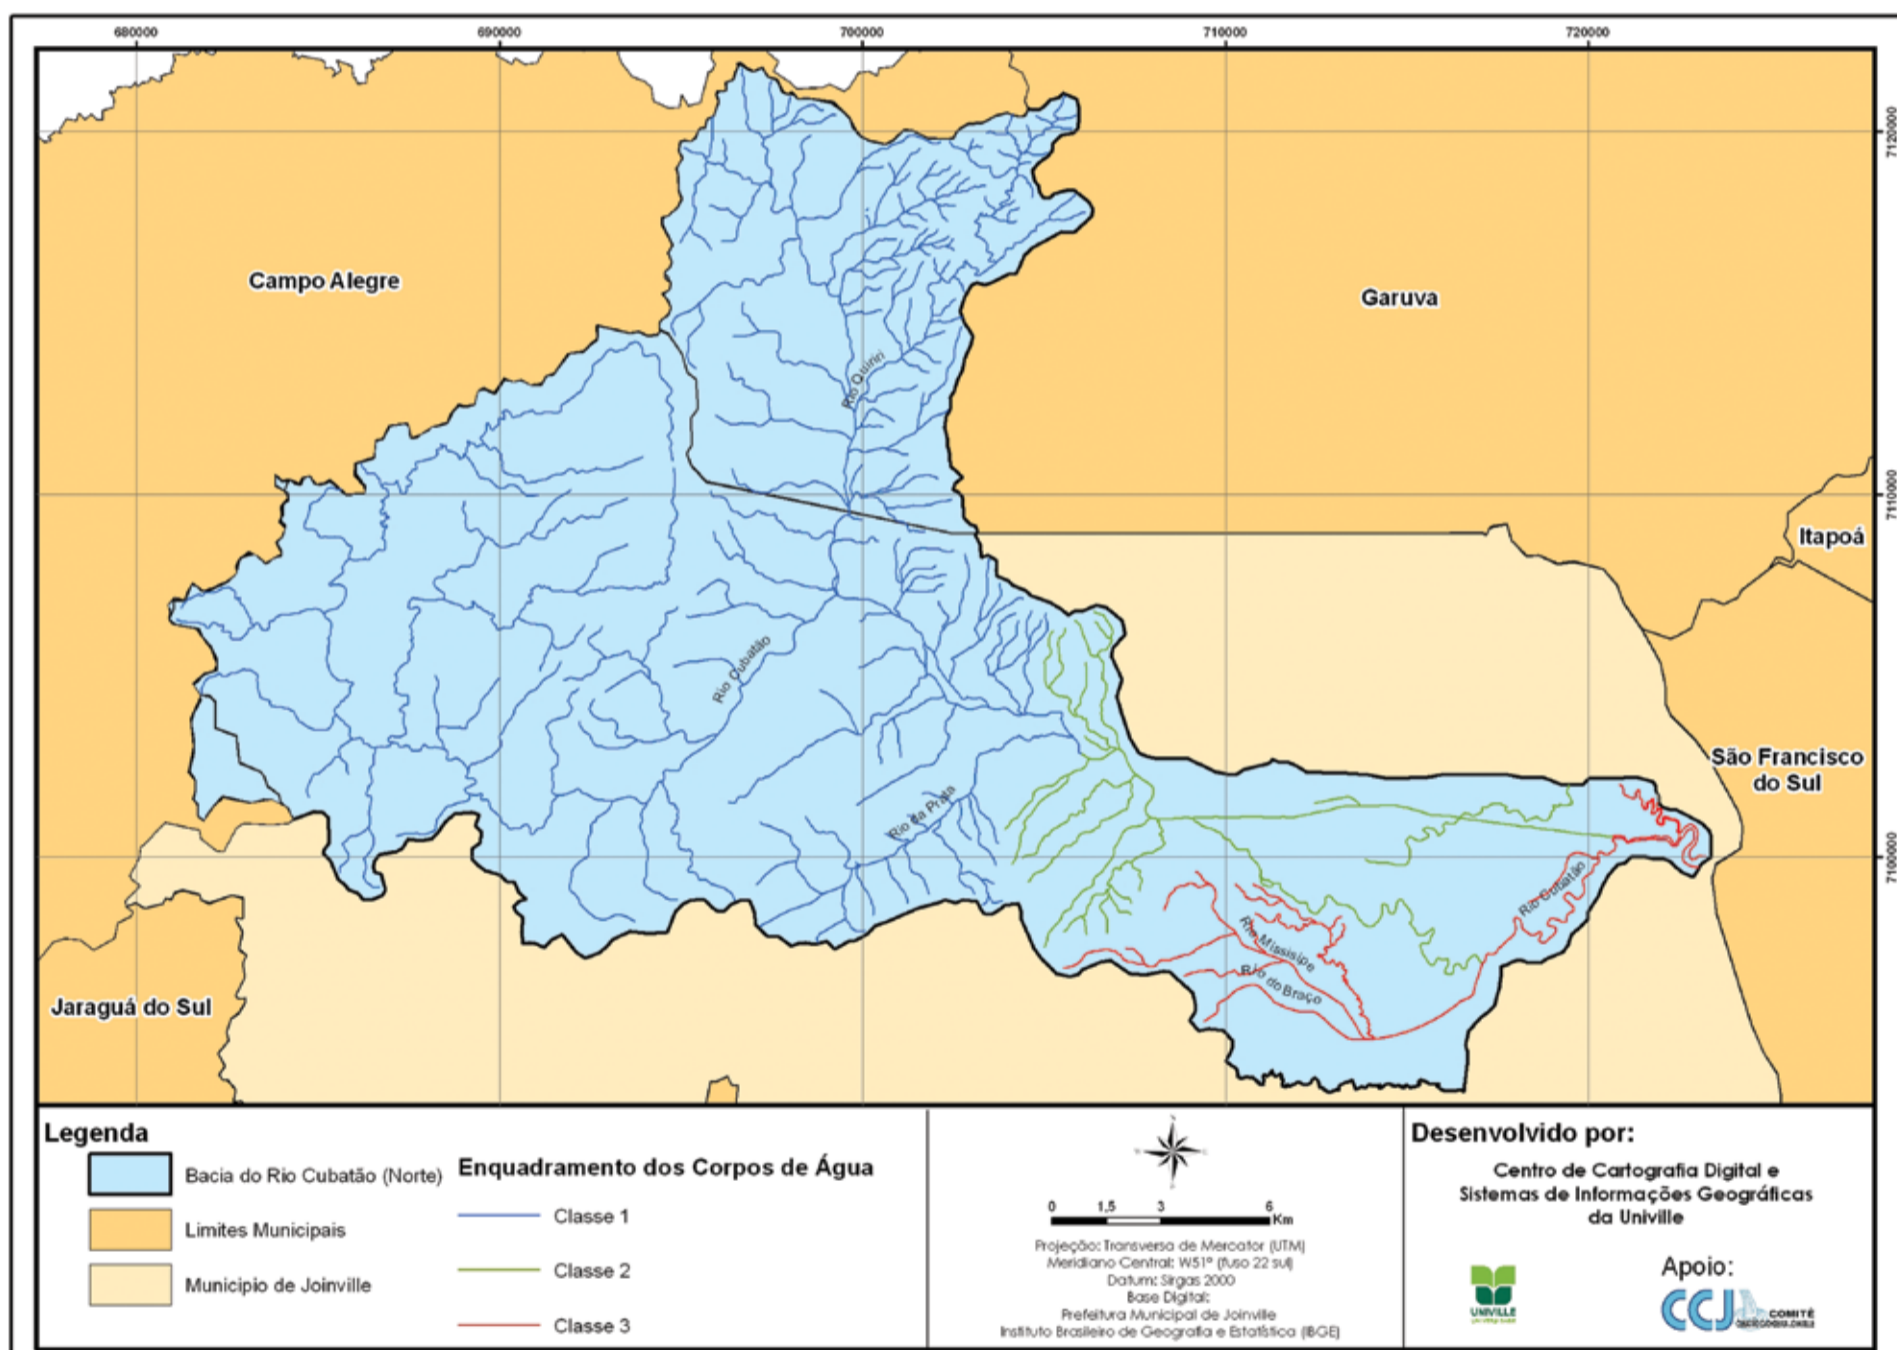 680000
690000
700000
710000
720000
7120000
7110000
7100000
Campo Alegre
Garuva
Itapoá
São Francisco
do Sul
Jaraguá do Sul
Rio Quiriri
Rio Cubatão
Rio da Prata
Rio Cubatão
Rio Missisipe
Rio do Braço
Legenda
Bacia do Rio Cubatão (Norte)
Limites Municipais
Municipio de Joinville
Enquadramento dos Corpos de Água
Classe 1
Classe 2
Classe 3
0 1,5 3 6
Km
Projeção: Transversa de Mercator (UTM)
Meridiano Central: W51º (fuso 22 sul)
Datum: Sirgas 2000
Base Digital:
Prefeitura Municipal de Joinville
Instituto Brasileiro de Geografia e Estatística (IBGE)
Desenvolvido por:
Centro de Cartografia Digital e
Sistemas de Informações Geográficas
da Univille
UNIVILLE
Apoio:
CCJ
COMITÊ